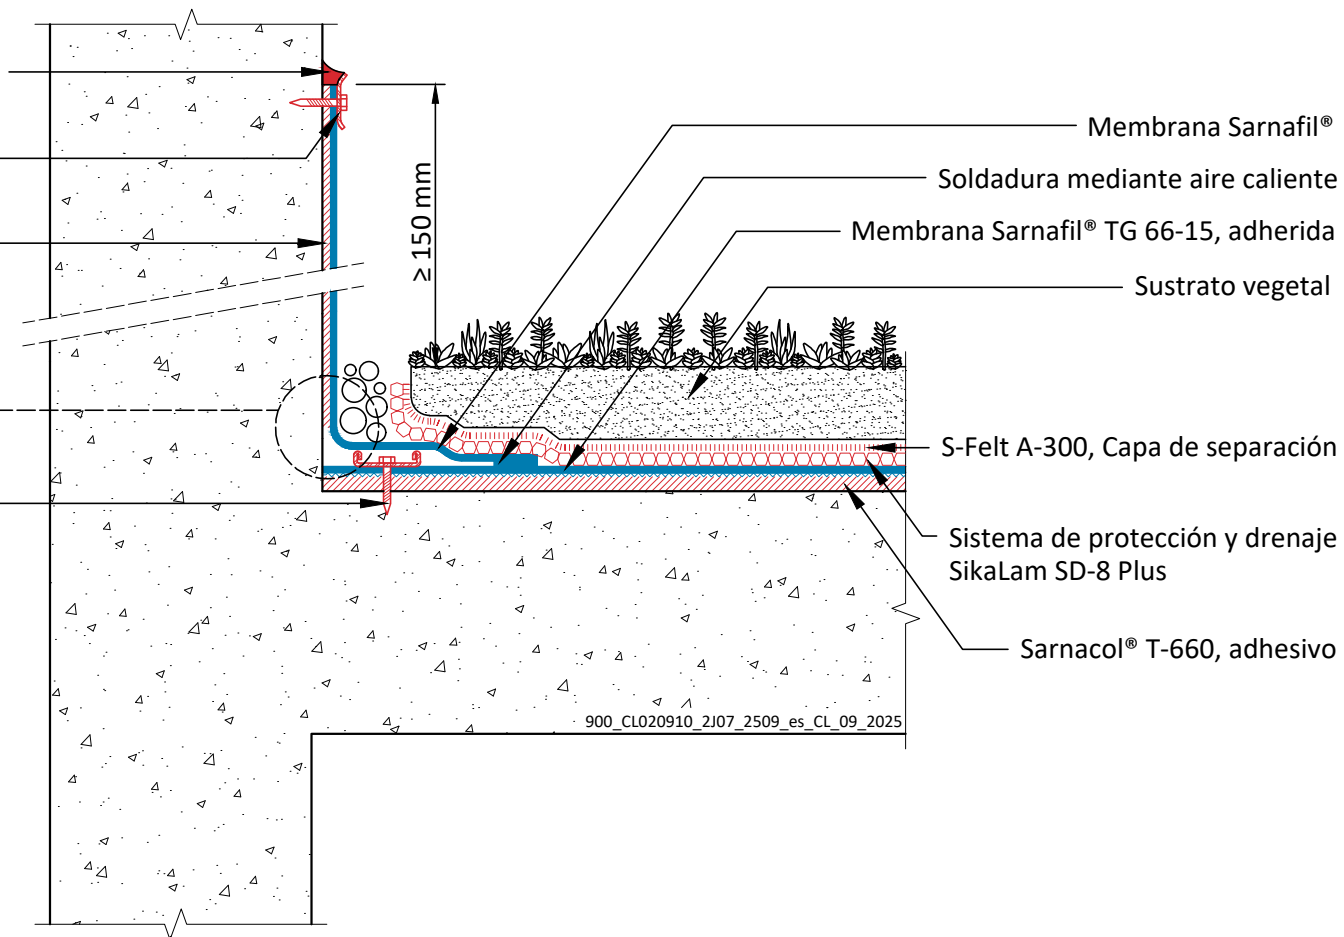 Membrana Sarnafil®
Soldadura mediante aire caliente
≥ 150 mm
Membrana Sarnafil® TG 66-15, adherida
Sustrato vegetal
S-Felt A-300, Capa de separación
Sistema de protección y drenaje
SikaLam SD-8 Plus
Sarnacol® T-660, adhesivo
900_CL020910_2J07_2509_es_CL_09_2025